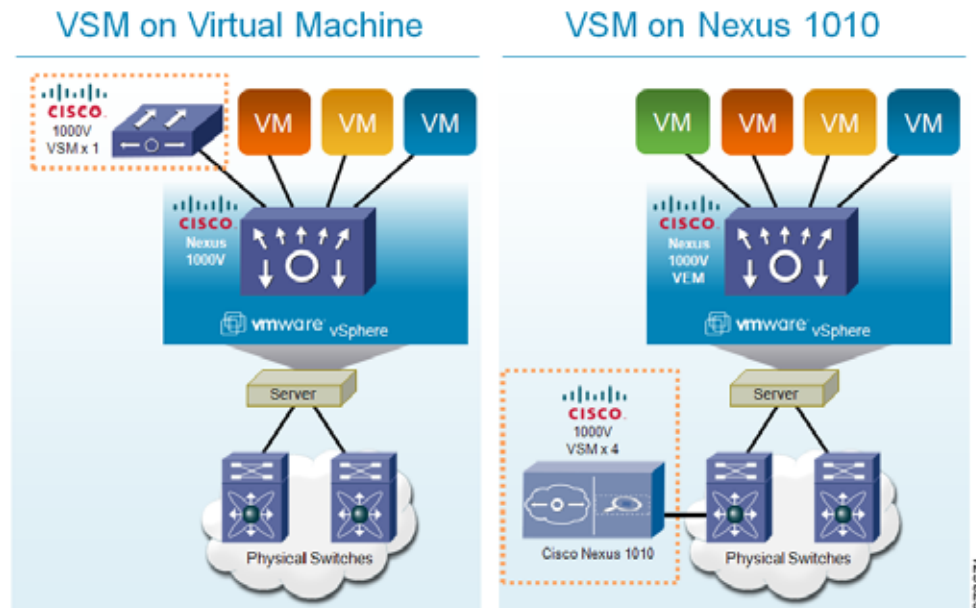 VSM on Virtual Machine
CISCO
1000V
VSM x 1
VM
VM
VM
CISCO
Nexus
1000V
vmware vSphere
Server
Physical Switches
VSM on Nexus 1010
VM
VM
VM
VM
CISCO
Nexus
1000V
VEM
vmware vSphere
Server
CISCO
1000V
VSM x 4
Cisco Nexus 1010
Physical Switches